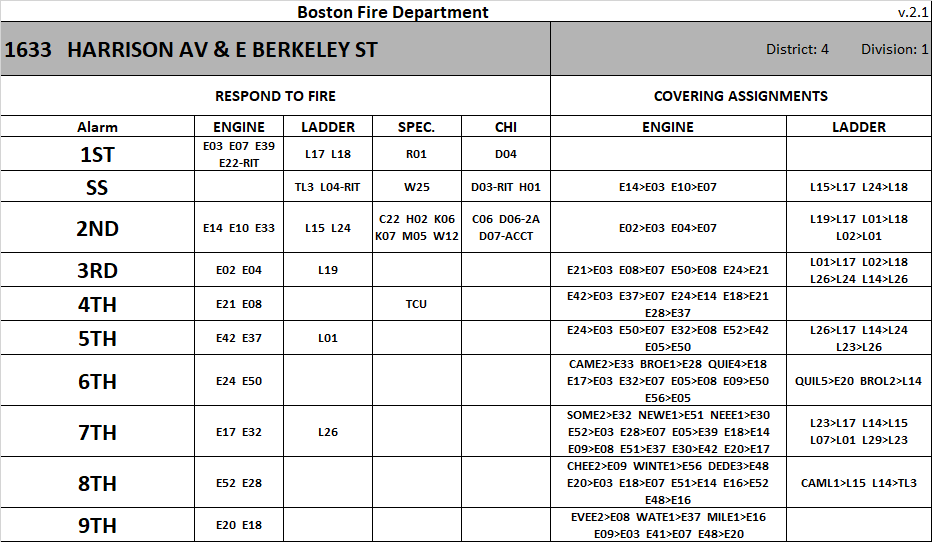 Boston Fire Department v.2.1
1633 HARRISON AV & E BERKELEY ST District: 4 Division: 1
RESPOND TO FIRE COVERING ASSIGNMENTS
Alarm ENGINE LADDER SPEC. CHI ENGINE LADDER
1ST
E03 E07 E39
E22-RIT
L17 L18
R01
D04
SS
TL3 L04-RIT
W25
D03-RIT H01
E14>E03 E10>E07
L15>L17 L24>L18
2ND
E14 E10 E33
L15 L24
C22 H02 K06
K07 M05 W12
C06 D06-2A
D07-ACCT
E02>E03 E04>E07
L19>L17 L01>L18
L02>L01
3RD
E02 E04
L19
E21>E03 E08>E07 E50>E08 E24>E21
L01>L17 L02>L18
L26>L24 L14>L26
4TH
E21 E08
TCU
E42>E03 E37>E07 E24>E14 E18>E21
E28>E37
5TH
E42 E37
L01
E24>E03 E50>E07 E32>E08 E52>E42
E05>E50
L26>L17 L14>L24
L23>L26
6TH
E24 E50
CAME2>E33 BROE1>E28 QUIE4>E18
E17>E03 E32>E07 E05>E08 E09>E50
E56>E05
QUIL5>E20 BROL2>L14
7TH
E17 E32
L26
SOME2>E32 NEWE1>E51 NEEE1>E30
E52>E03 E28>E07 E05>E39 E18>E14
E09>E08 E51>E37 E30>E42 E20>E17
L23>L17 L14>L15
L07>L01 L29>L23
8TH
E52 E28
CHEE2>E09 WINTE1>E56 DEDE3>E48
E20>E03 E18>E07 E51>E14 E16>E52
E48>E16
CAML1>L15 L14>TL3
9TH
E20 E18
EVEE2>E08 WATE1>E37 MILE1>E16
E09>E03 E41>E07 E48>E20